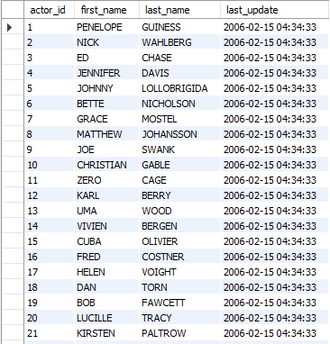 actor_id first_name last_name last_update
1 PENELOPE GUINESS 2006-02-15 04:34:33
2 NICK WAHLBERG 2006-02-15 04:34:33
3 ED CHASE 2006-02-15 04:34:33
4 JENNIFER DAVIS 2006-02-15 04:34:33
5 JOHNNY LOLLOBRIGIDA 2006-02-15 04:34:33
6 BETTE NICHOLSON 2006-02-15 04:34:33
7 GRACE MOSTEL 2006-02-15 04:34:33
8 MATTHEW JOHANSSON 2006-02-15 04:34:33
9 JOE SWANK 2006-02-15 04:34:33
10 CHRISTIAN GABLE 2006-02-15 04:34:33
11 ZERO CAGE 2006-02-15 04:34:33
12 KARL BERRY 2006-02-15 04:34:33
13 UMA WOOD 2006-02-15 04:34:33
14 VIVIEN BERGEN 2006-02-15 04:34:33
15 CUBA OLIVIER 2006-02-15 04:34:33
16 FRED COSTNER 2006-02-15 04:34:33
17 HELEN VOIGHT 2006-02-15 04:34:33
18 DAN TORN 2006-02-15 04:34:33
19 BOB FAWCETT 2006-02-15 04:34:33
20 LUCILLE TRACY 2006-02-15 04:34:33
21 KIRSTEN PALTROW 2006-02-15 04:34:33